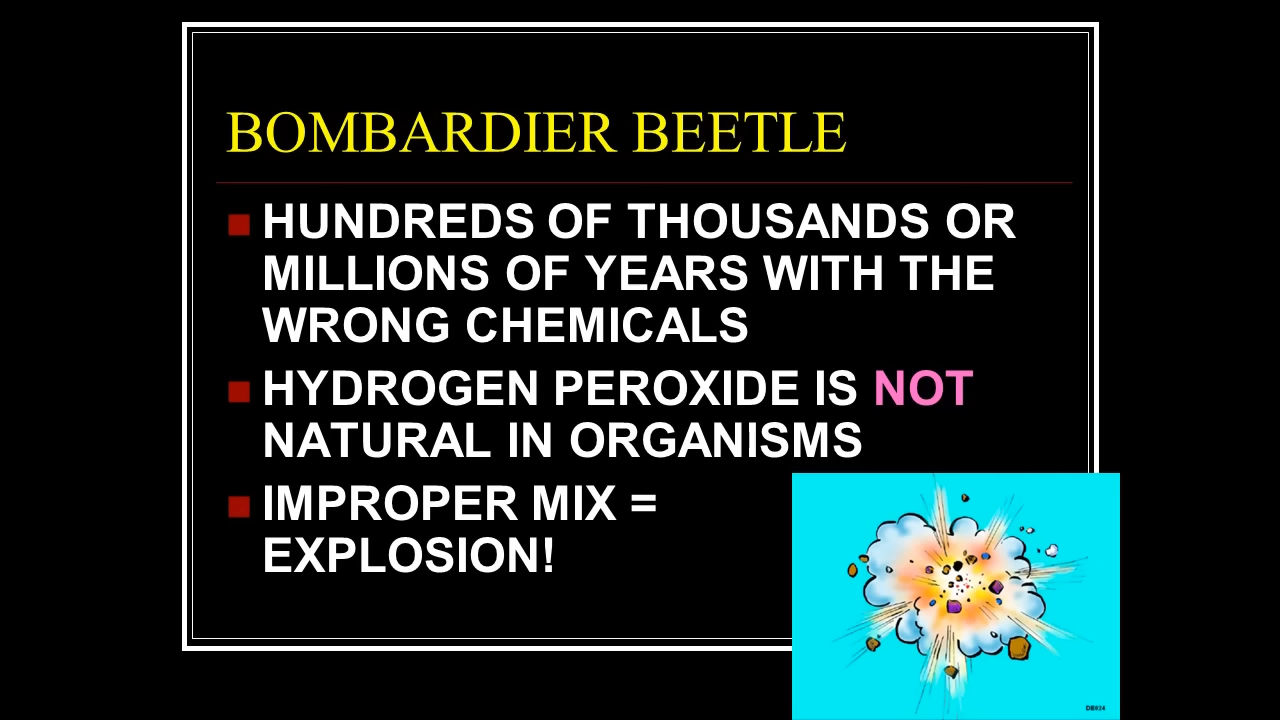 BOMBARDIER BEETLE
HUNDREDS OF THOUSANDS OR
MILLIONS OF YEARS WITH THE
WRONG CHEMICALS
HYDROGEN PEROXIDE IS NOT
NATURAL IN ORGANISMS
IMPROPER MIX =
EXPLOSION!
DB034